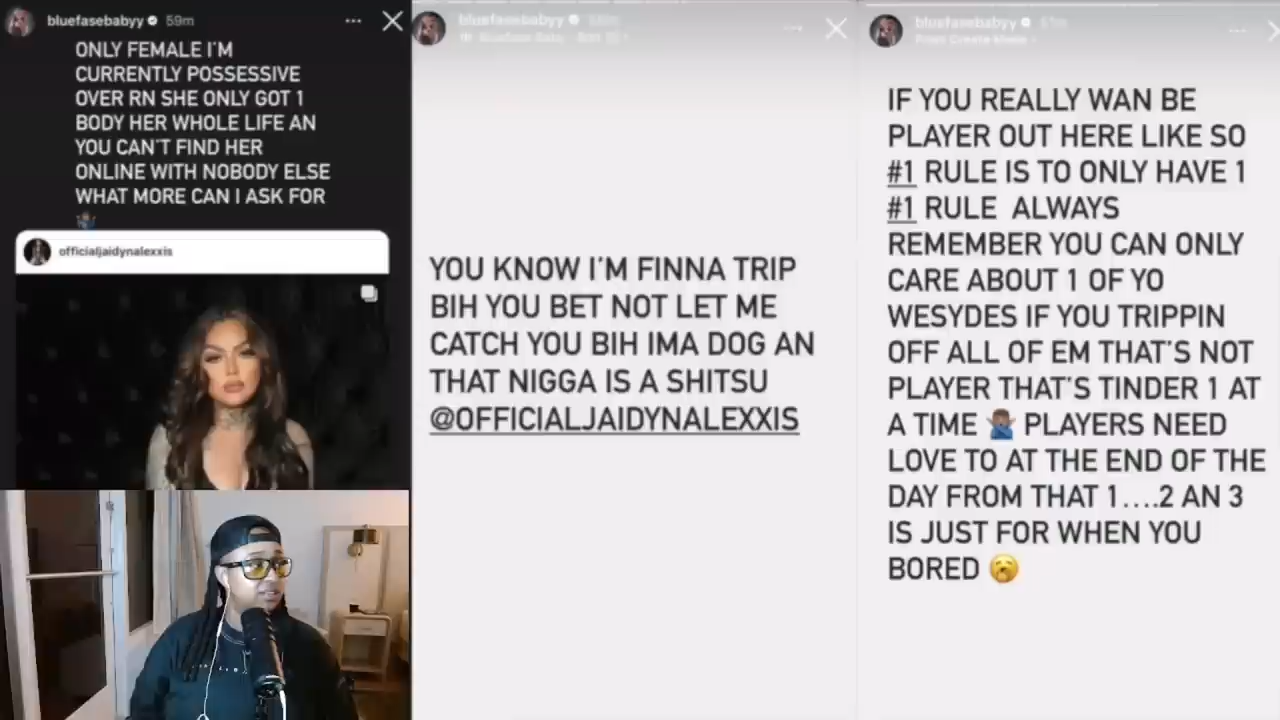 bluefasebabyy 59m
ONLY FEMALE I'M
CURRENTLY POSSESSIVE
OVER RN SHE ONLY GOT 1
BODY HER WHOLE LIFE AN
YOU CAN'T FIND HER
ONLINE WITH NOBODY ELSE
WHAT MORE CAN I ASK FOR
🤷🏽‍♂️
officialjaidynalexxis
bluefasebabyy
YOU KNOW I'M FINNA TRIP
BIH YOU BET NOT LET ME
CATCH YOU BIH IMA DOG AN
THAT NIGGA IS A SHITSU
@OFFICIALJAIDYNALEXXIS
bluefasebabyy
IF YOU REALLY WAN BE
PLAYER OUT HERE LIKE SO
#1 RULE IS TO ONLY HAVE 1
#1 RULE ALWAYS
REMEMBER YOU CAN ONLY
CARE ABOUT 1 OF YO
WESYDES IF YOU TRIPPIN
OFF ALL OF EM THAT'S NOT
PLAYER THAT'S TINDER 1 AT
A TIME 🤷🏽‍♂️ PLAYERS NEED
LOVE TO AT THE END OF THE
DAY FROM THAT 1....2 AN 3
IS JUST FOR WHEN YOU
BORED 🥱